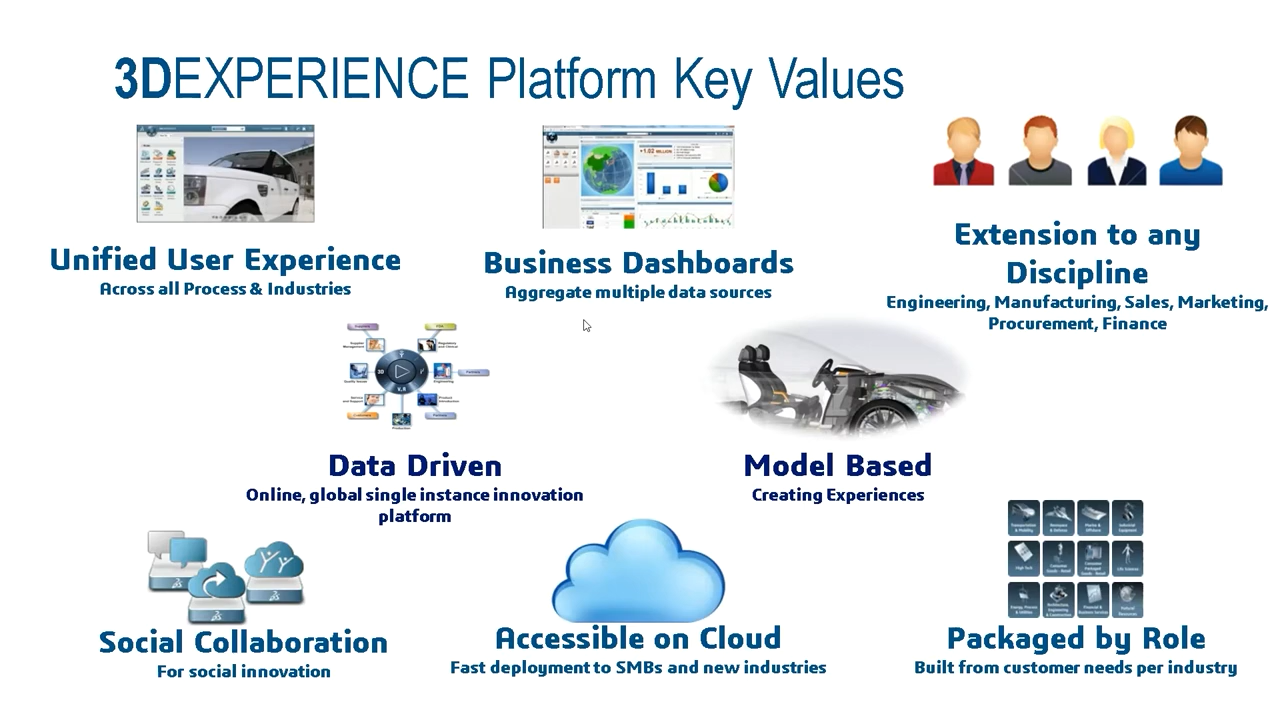 3DEXPERIENCE Platform Key Values
Unified User Experience
Across all Process & Industries
Business Dashboards
Aggregate multiple data sources
Extension to any
Discipline
Engineering, Manufacturing, Sales, Marketing,
Procurement, Finance
Data Driven
Online, global single instance innovation
platform
Model Based
Creating Experiences
Social Collaboration
For social innovation
Accessible on Cloud
Fast deployment to SMBs and new industries
Packaged by Role
Built from customer needs per industry